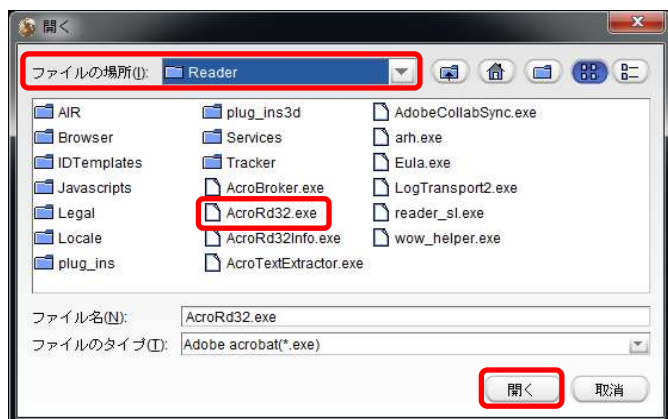 開く
ファイルの場所(I): Reader
AIR
Browser
IDTemplates
Javascripts
Legal
Locale
plug_ins
plug_ins3d
Services
Tracker
AcroBroker.exe
AcroRd32.exe
AcroRd32Info.exe
AcroTextExtractor.exe
AdobeCollabSync.exe
arh.exe
Eula.exe
LogTransport2.exe
reader_sl.exe
wow_helper.exe
ファイル名(N): AcroRd32.exe
ファイルのタイプ(T): Adobe acrobat(*.exe)
開く 取消